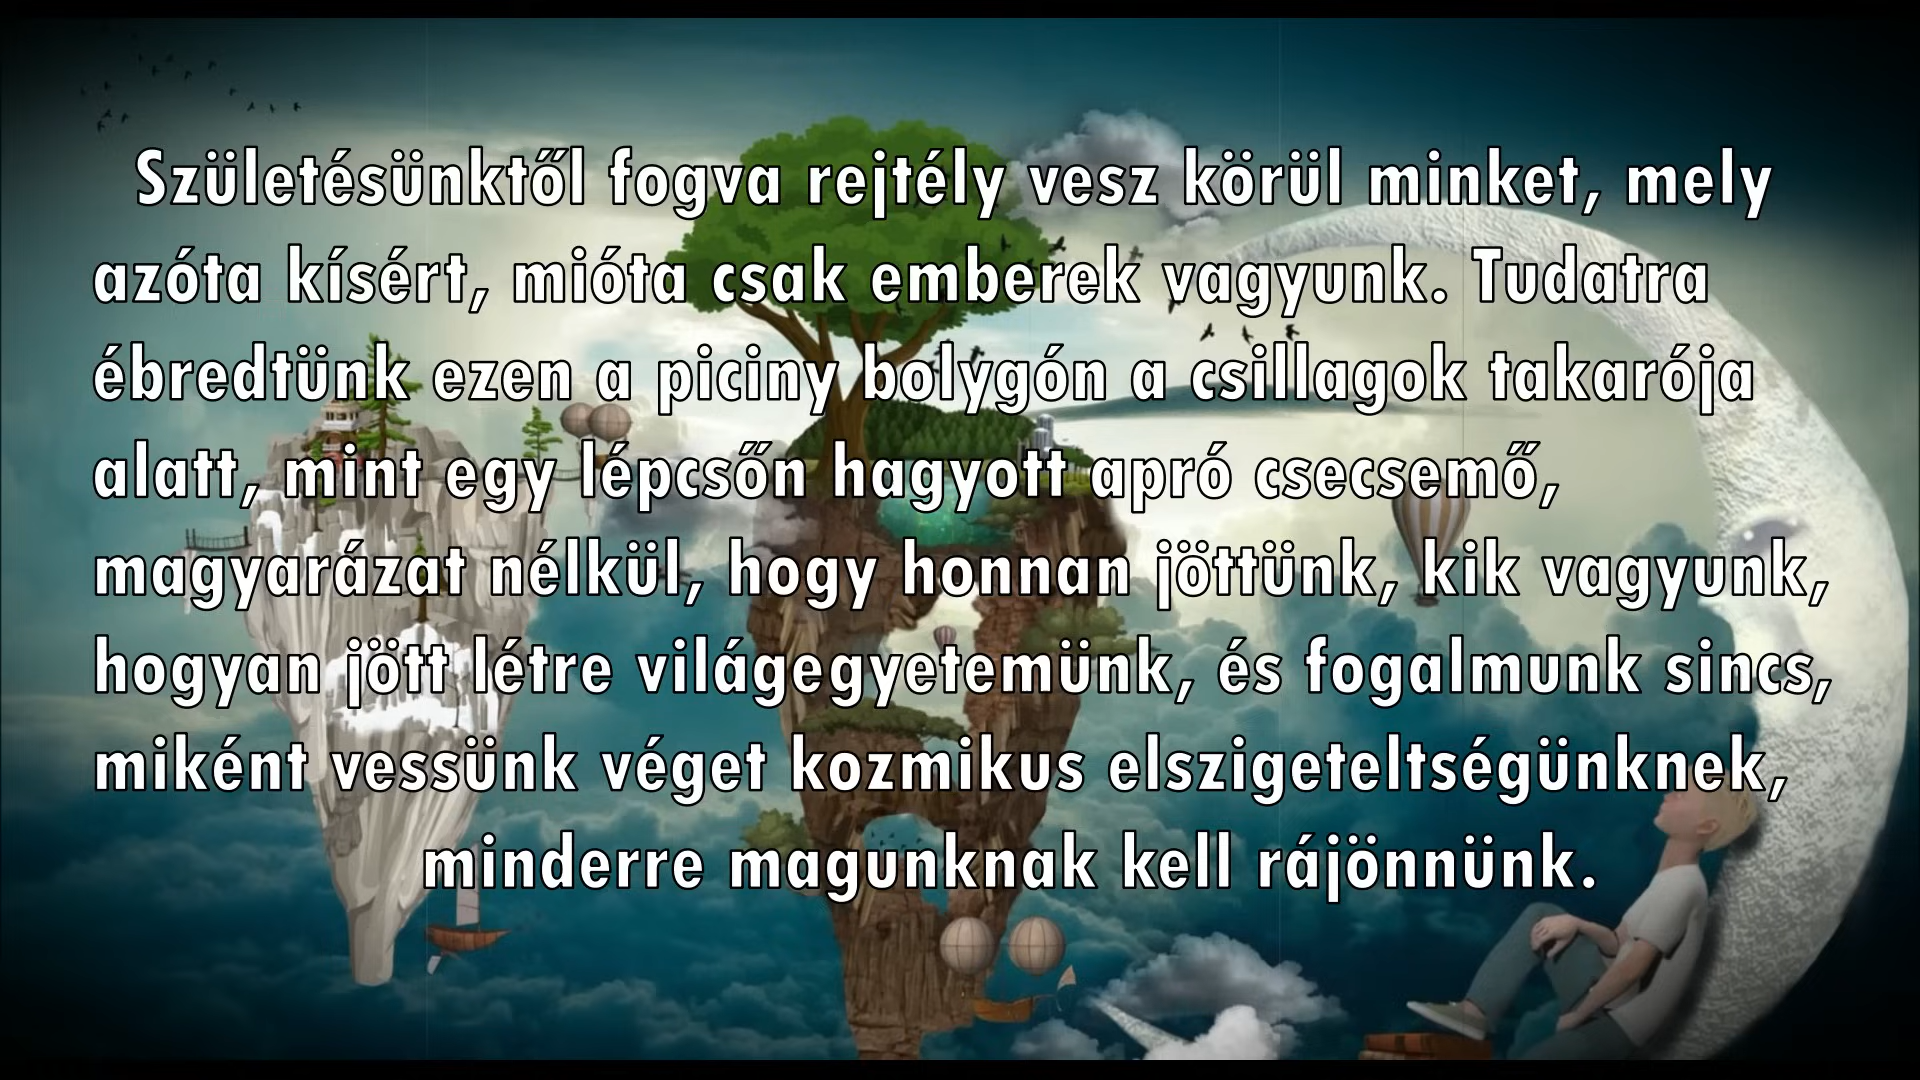 Születésünktől fogva rejtély vesz körül minket, mely
azóta kísért, mióta csak emberek vagyunk. Tudatra
ébredtünk ezen a piciny bolygón a csillagok takarója
alatt, mint egy lépcsőn hagyott apró csecsemő,
magyarázat nélkül, hogy honnan jöttünk, kik vagyunk,
hogyan jött létre világegyetemünk, és fogalmunk sincs,
miként vessünk véget kozmikus elszigeteltségünknek,
minderre magunknak kell rájönnünk.